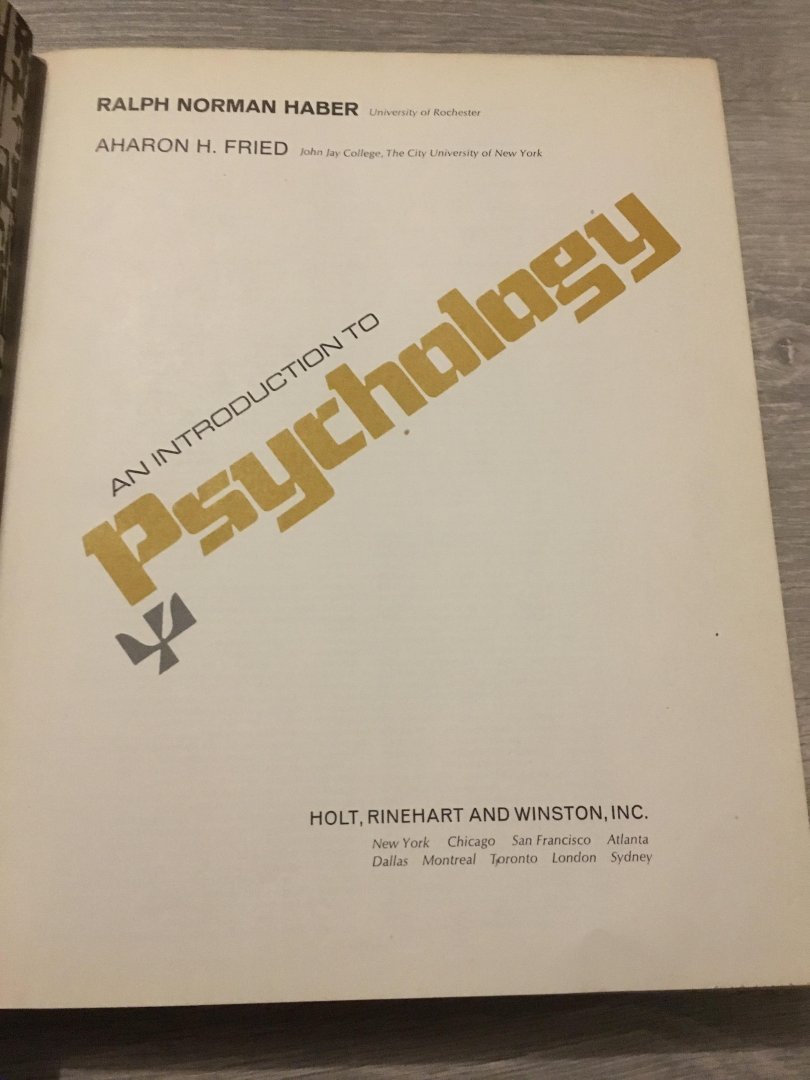 RALPH NORMAN HABER University of Rochester
AHARON H. FRIED John Jay College, The City University of New York
AN INTRODUCTION TO
Psychology
HOLT, RINEHART AND WINSTON, INC.
New York Chicago San Francisco Atlanta
Dallas Montreal Toronto London Sydney